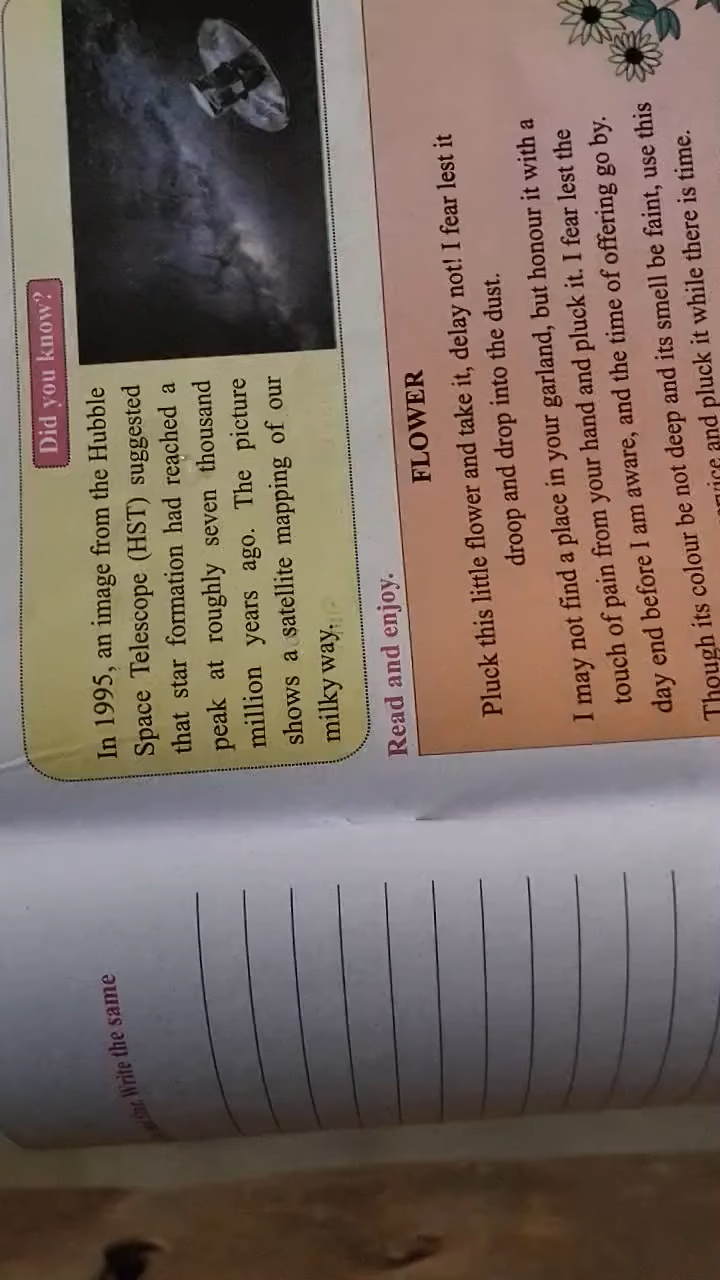 Write the same
Did you know?
In 1995, an image from the Hubble
Space Telescope (HST) suggested
that star formation had reached a
peak at roughly seven thousand
million years ago. The picture
shows a satellite mapping of our
milky way.
Read and enjoy.
FLOWER
Pluck this little flower and take it, delay not! I fear lest it
droop and drop into the dust.
I may not find a place in your garland, but honour it with a
touch of pain from your hand and pluck it. I fear lest the
day end before I am aware, and the time of offering go by.
Though its colour be not deep and its smell be faint, use this
and pluck it while there is time.